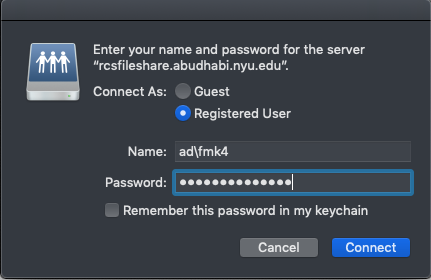 Enter your name and password for the server
“rcsfileshare.abudhabi.nyu.edu”.
Connect As: Guest
Registered User
Name: ad\fmk4
Password: ●●●●●●●●●●●●●●
Remember this password in my keychain
Cancel Connect